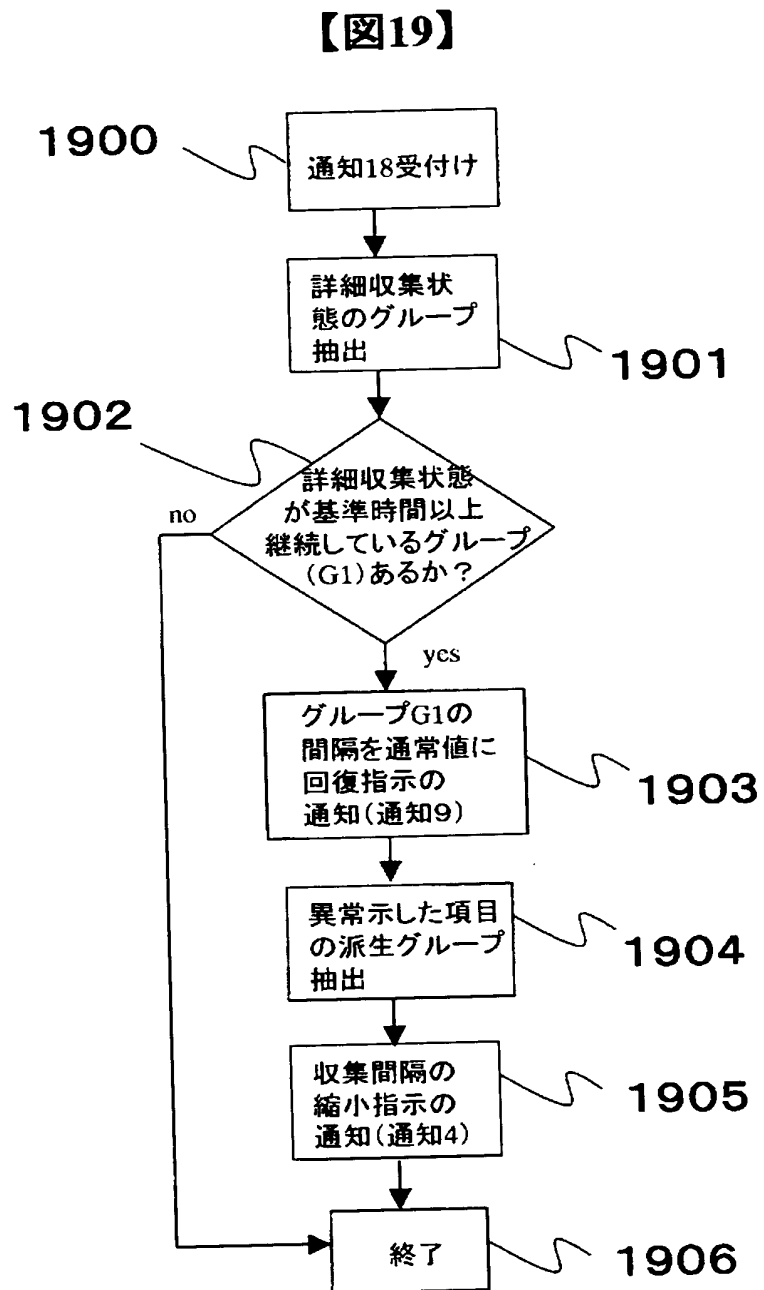 【図19】
1900
通知18受付け
詳細収集状
態のグループ
抽出
1901
1902
詳細収集状態
が基準時間以上
継続しているグループ
(G1)あるか？
no
yes
グループG1の
間隔を通常値に
回復指示の
通知(通知9)
1903
異常示した項目
の派生グループ
抽出
1904
収集間隔の
縮小指示の
通知(通知4)
1905
終了
1906